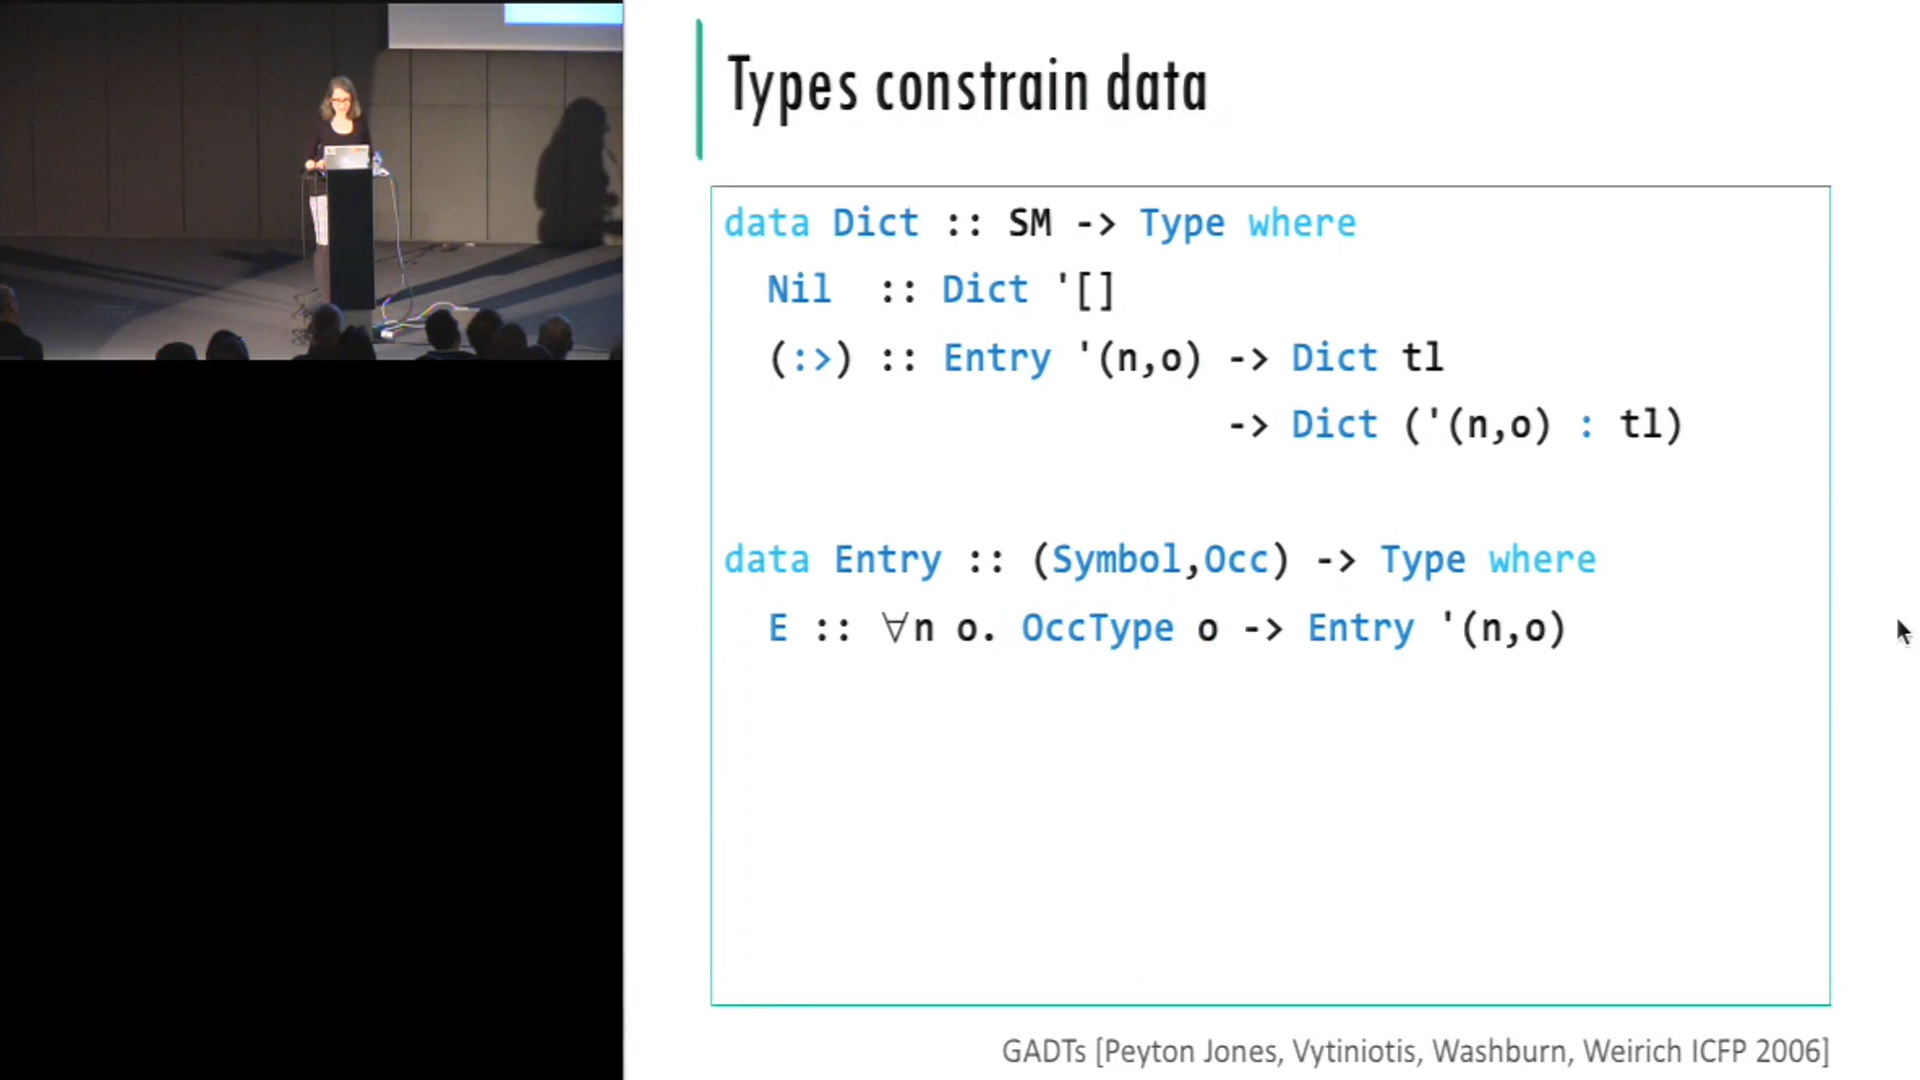 Types constrain data
data Dict :: SM -> Type where
Nil :: Dict '[]
(:>) :: Entry '(n,o) -> Dict tl
-> Dict ('(n,o) : tl)
data Entry :: (Symbol,Occ) -> Type where
E :: ∀n o. OccType o -> Entry '(n,o)
GADTs [Peyton Jones, Vytiniotis, Washburn, Weirich ICFP 2006]